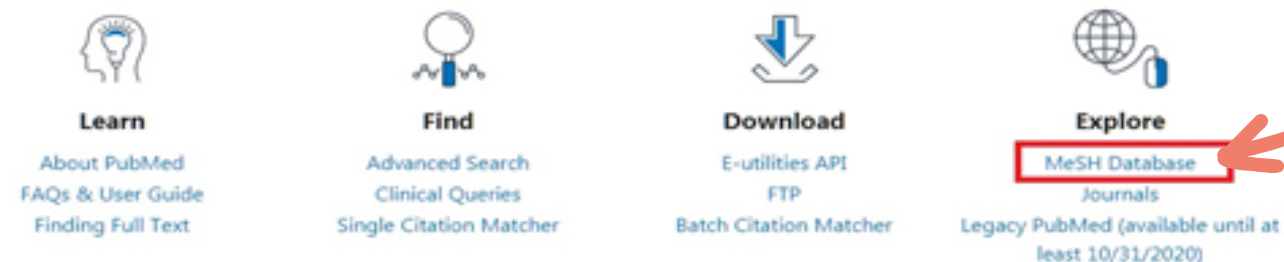 Learn
About PubMed
FAQs & User Guide
Finding Full Text
Find
Advanced Search
Clinical Queries
Single Citation Matcher
Download
E-utilities API
FTP
Batch Citation Matcher
Explore
MeSH Database
Journals
Legacy PubMed (available until at
least 10/31/2020)